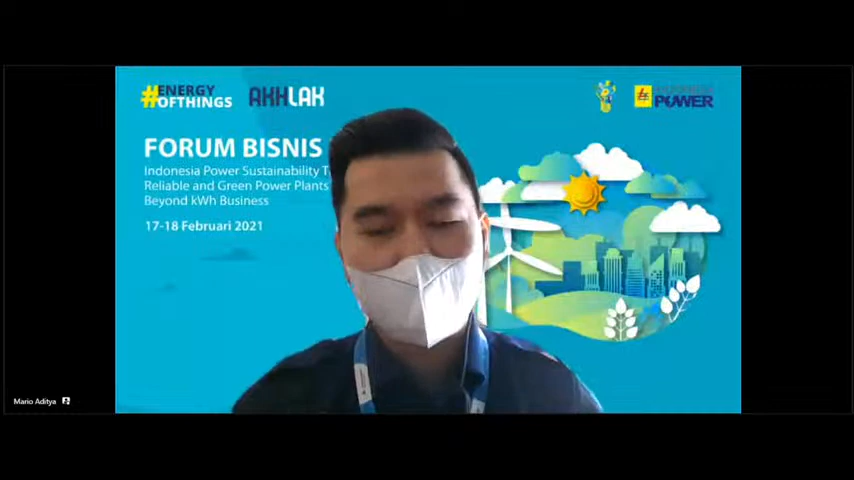 #ENERGY
OFTHINGS
AKHLAK
POWER
FORUM BISNIS
Indonesia Power Sustainability
Reliable and Green Power Plants
Beyond kWh Business
17-18 Februari 2021
Mario Aditya